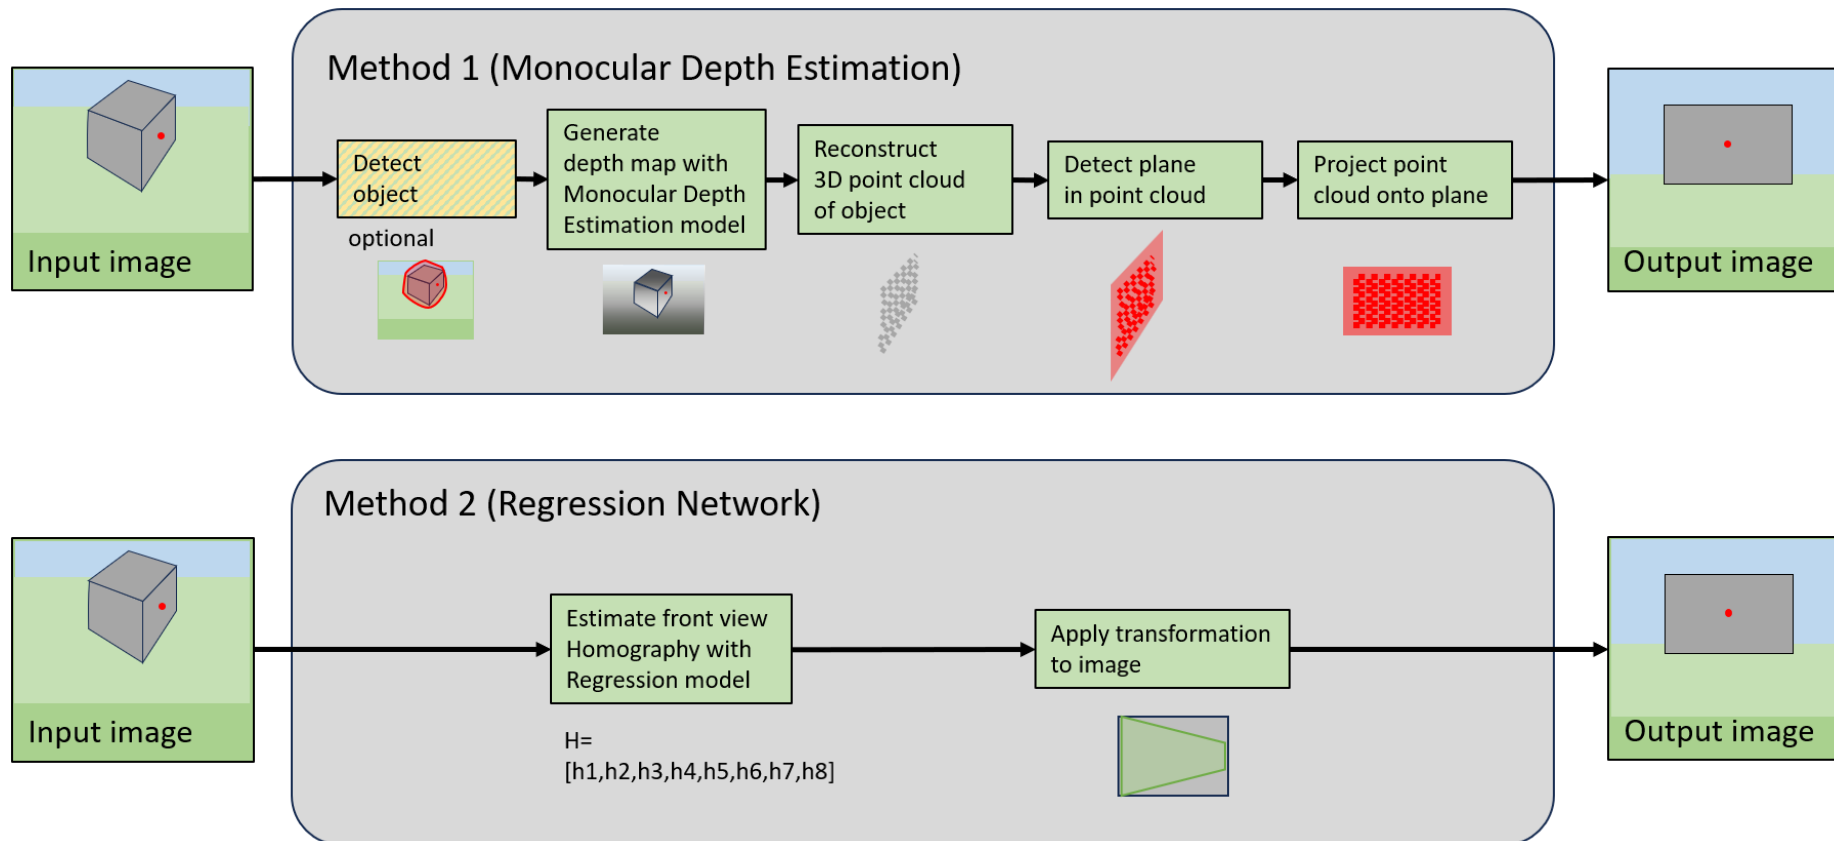 Method 1 (Monocular Depth Estimation)
Input image
Detect
object
optional
Generate
depth map with
Monocular Depth
Estimation model
Reconstruct
3D point cloud
of object
Detect plane
in point cloud
Project point
cloud onto plane
Output image
Method 2 (Regression Network)
Input image
Estimate front view
Homography with
Regression model
H=
[h1,h2,h3,h4,h5,h6,h7,h8]
Apply transformation
to image
Output image